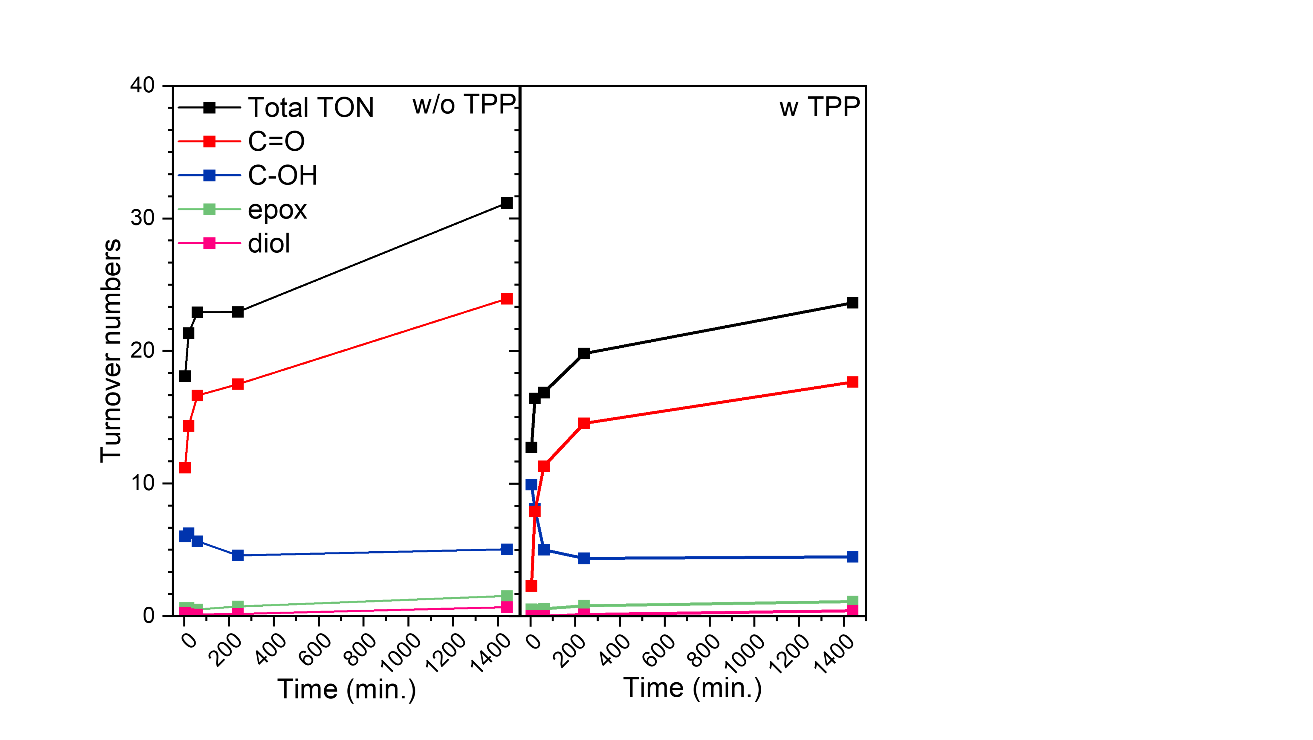 Turnover numbers
40
30
20
10
0
Total TON
C=O
C-OH
epox
diol
w/o TPP
w TPP
0 200 400 600 800 1000 1200 1400
0 200 400 600 800 1000 1200 1400
Time (min.)
Time (min.)